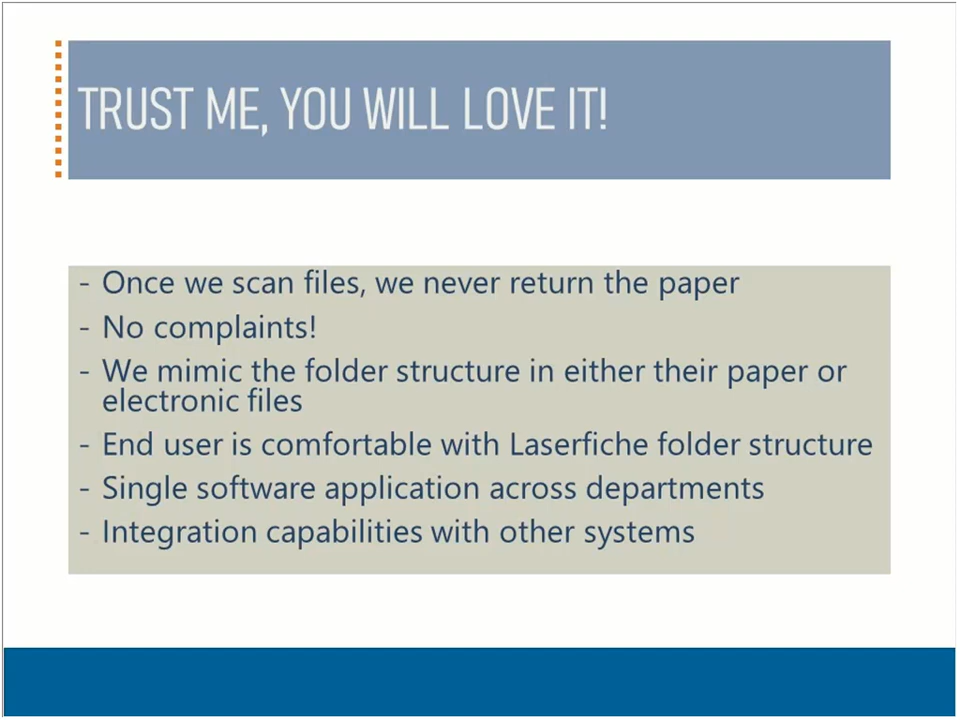 TRUST ME, YOU WILL LOVE IT!
- Once we scan files, we never return the paper
- No complaints!
- We mimic the folder structure in either their paper or
electronic files
- End user is comfortable with Laserfiche folder structure
- Single software application across departments
- Integration capabilities with other systems